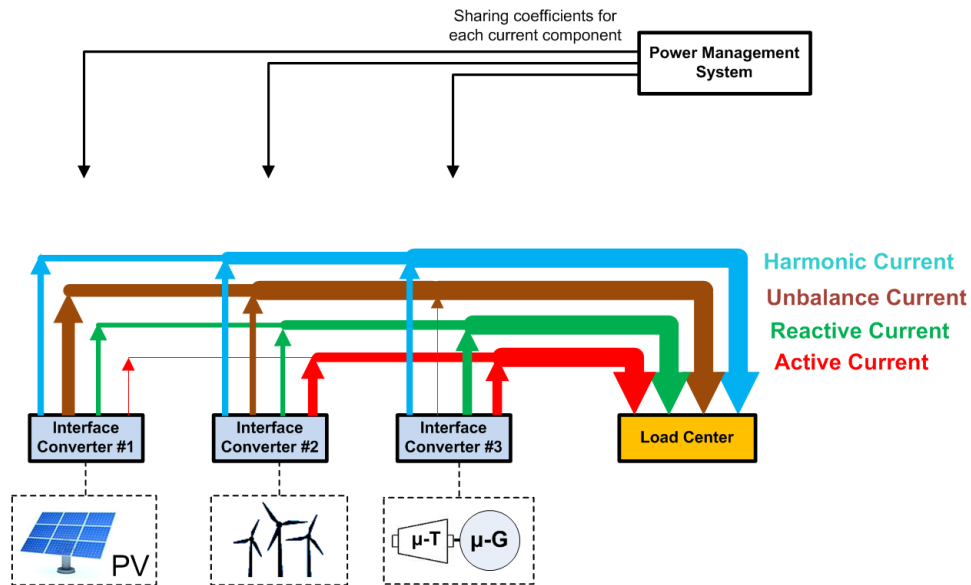 Sharing coefficients for
each current component
Power Management
System
Harmonic Current
Unbalance Current
Reactive Current
Active Current
Interface
Converter #1
Interface
Converter #2
Interface
Converter #3
Load Center
PV
μ-T
μ-G